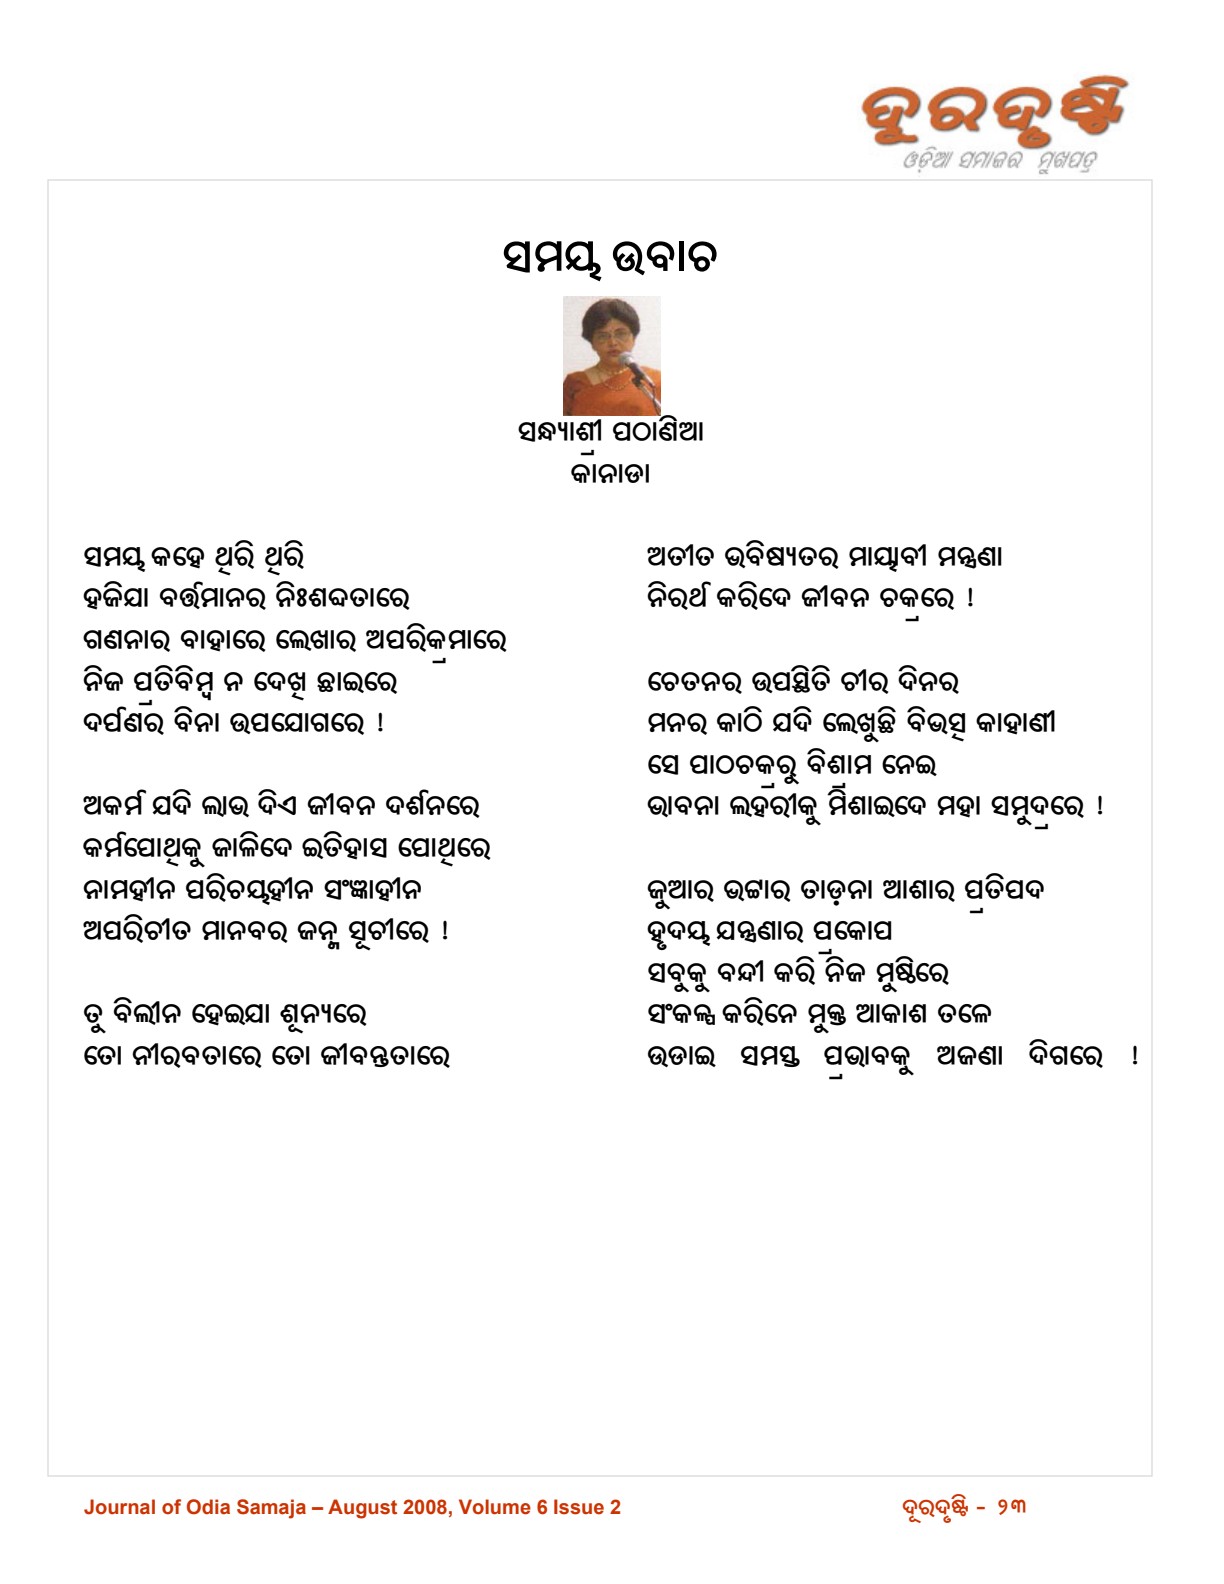 ଦୁରଦୃଷ୍ଟି
ଓଡ଼ିଆ ସମାଜର ମୁଖପତ୍ର
ସମୟ ଉବାଚ
ସନ୍ଧ୍ୟାଶ୍ରୀ ପଠାଣିଆ
କାନାଡା
ସମୟ କହେ ଥିରି ଥିରି
ହଜିଯା ବର୍ତ୍ତମାନର ନିଃଶବ୍ଦତାରେ
ଗଣନାର ବାହାରେ ଲେଖାର ଅପରିକ୍ରମାରେ
ନିଜ ପ୍ରତିବିମ୍ବ ନ ଦେଖି ଛାଇରେ
ଦର୍ପଣର ବିନା ଉପଯୋଗରେ !
ଅକର୍ମ ଯଦି ଲାଭ ଦିଏ ଜୀବନ ଦର୍ଶନରେ
କର୍ମପୋଥିକୁ ଜାଳିଦେ ଇତିହାସ ପୋଥିରେ
ନାମହୀନ ପରିଚୟହୀନ ସଂଜ୍ଞାହୀନ
ଅପରିଚୀତ ମାନବର ଜନ୍ମ ସୂଚୀରେ !
ତୁ ବିଲୀନ ହେଇଯା ଶୂନ୍ୟରେ
ତୋ ନୀରବତାରେ ତୋ ଜୀବନ୍ତତାରେ
ଅତୀତ ଭବିଷ୍ୟତର ମାୟାବୀ ମନ୍ତ୍ରଣା
ନିରର୍ଥ କରିଦେ ଜୀବନ ଚକ୍ରରେ !
ଚେତନର ଉପସ୍ଥିତି ଚୀର ଦିନର
ମନର କାଠି ଯଦି ଲେଖୁଛି ବିଭତ୍ସ କାହାଣୀ
ସେ ପାଠଚକ୍ରରୁ ବିଶ୍ରାମ ନେଇ
ଭାବନା ଲହରୀକୁ ମିଶାଇଦେ ମହା ସମୁଦ୍ରରେ !
ଜୁଆର ଭଟ୍ଟାର ତାଡ଼ନା ଆଶାର ପ୍ରତିପଦ
ହୃଦୟ ଯନ୍ତ୍ରଣାର ପ୍ରକୋପ
ସବୁକୁ ବନ୍ଦୀ କରି ନିଜ ମୁଷ୍ଠିରେ
ସଂକଳ୍ପ କରିନେ ମୁକ୍ତ ଆକାଶ ତଳେ
ଉଡାଇ ସମସ୍ତ ପ୍ରଭାବକୁ ଅଜଣା ଦିଗରେ !
Journal of Odia Samaja – August 2008, Volume 6 Issue 2
ଦୂରଦୃଷ୍ଟି - ୨୩